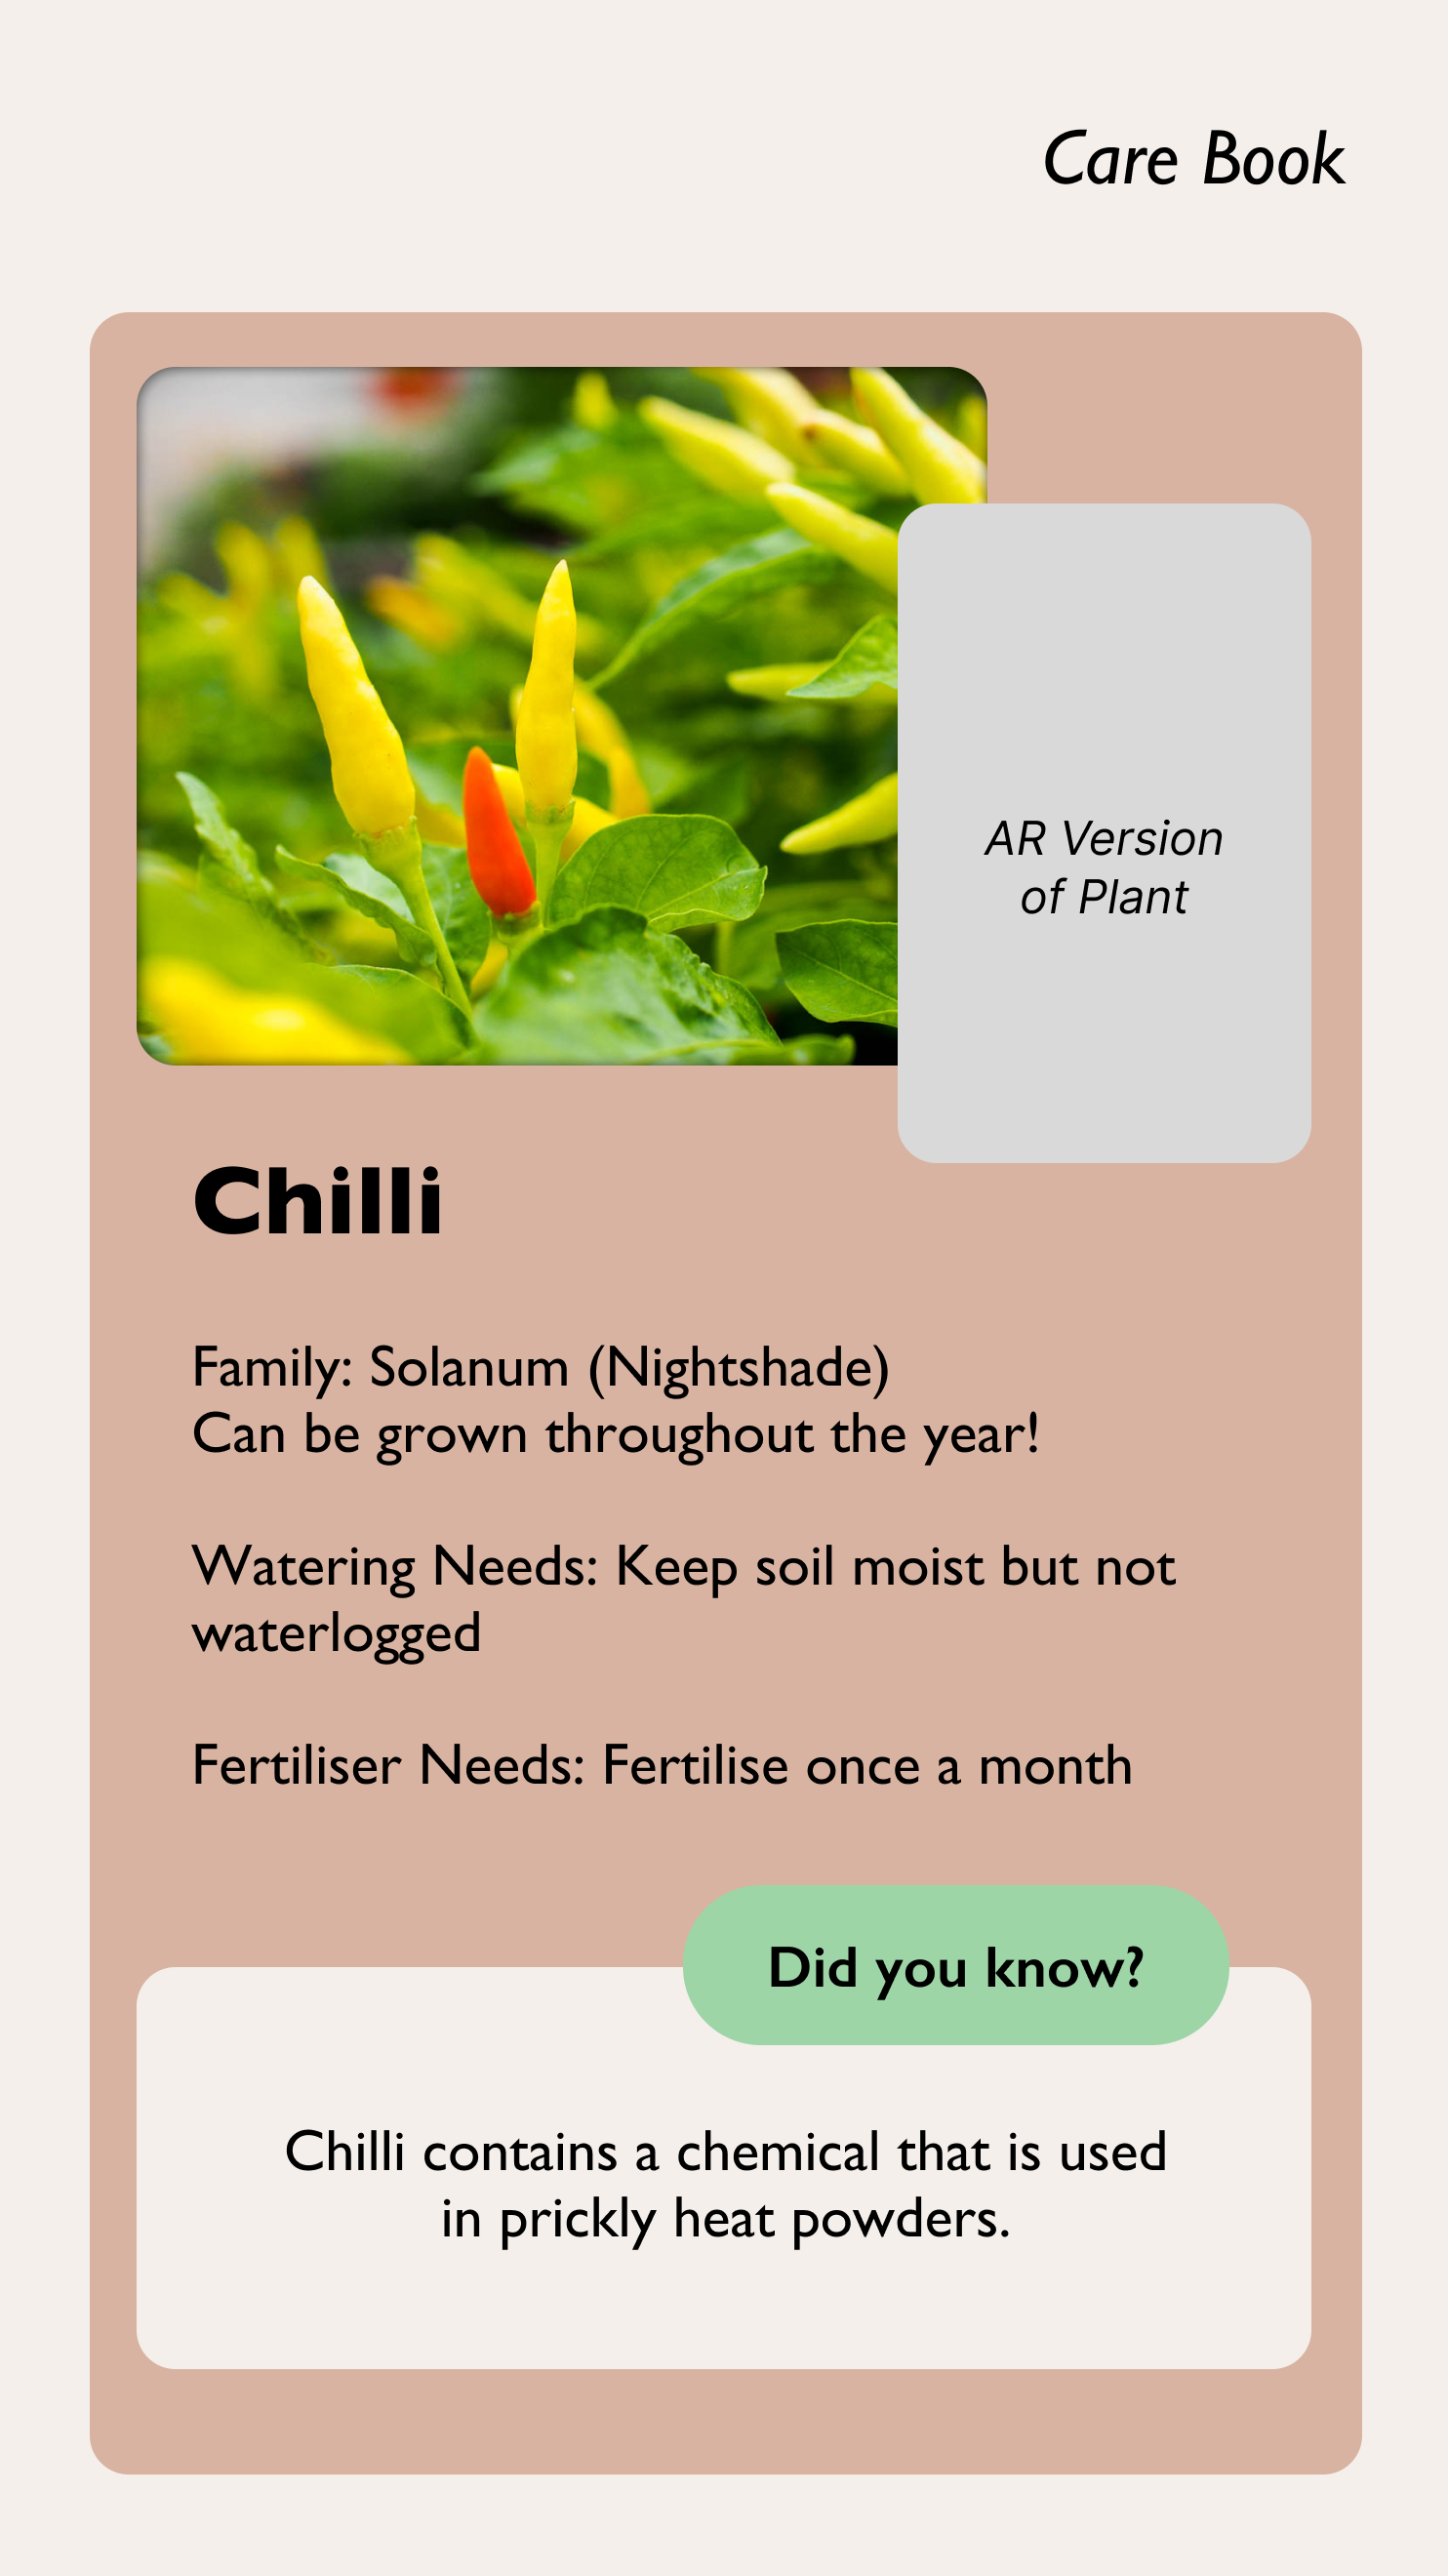 Care Book
AR Version
of Plant
Chilli
Family: Solanum (Nightshade)
Can be grown throughout the year!
Watering Needs: Keep soil moist but not
waterlogged
Fertiliser Needs: Fertilise once a month
Did you know?
Chilli contains a chemical that is used
in prickly heat powders.